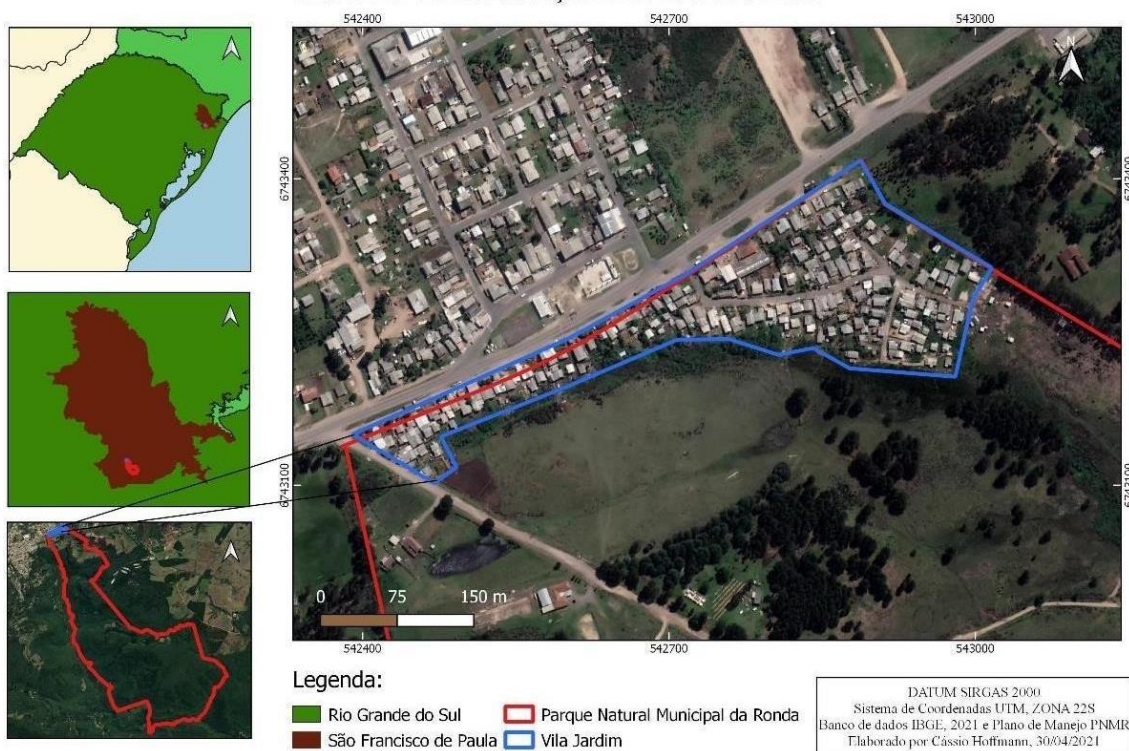 542400 542700 543000
N
6743400 6743400
6743100 6743100
0 75 150 m
542400 542700 543000
Legenda:
Rio Grande do Sul Parque Natural Municipal da Ronda
São Francisco de Paula Vila Jardim
DATUM SIRGAS 2000
Sistema de Coordenadas UTM, ZONA 22S
Banco de dados IBGE, 2021 e Plano de Manejo PNMR
Elaborado por Cássio Hoffmann, 30/04/2021